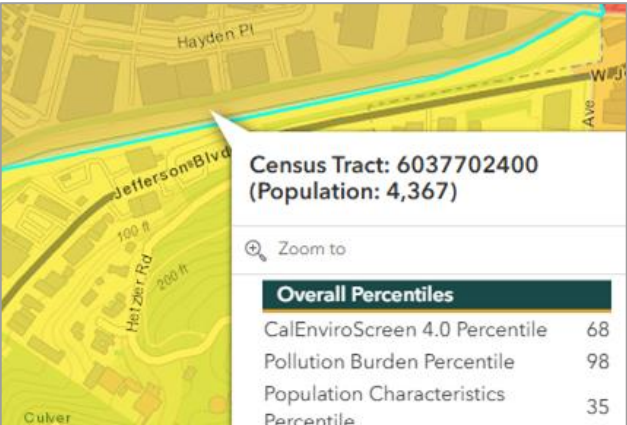 Hayden Pl
W J
Ave
Jefferson Blvd
100 ft
200 ft
Hetzler Rd
Culver
Census Tract: 6037702400
(Population: 4,367)
Zoom to
Overall Percentiles
CalEnviroScreen 4.0 Percentile 68
Pollution Burden Percentile 98
Population Characteristics
Percentile 35